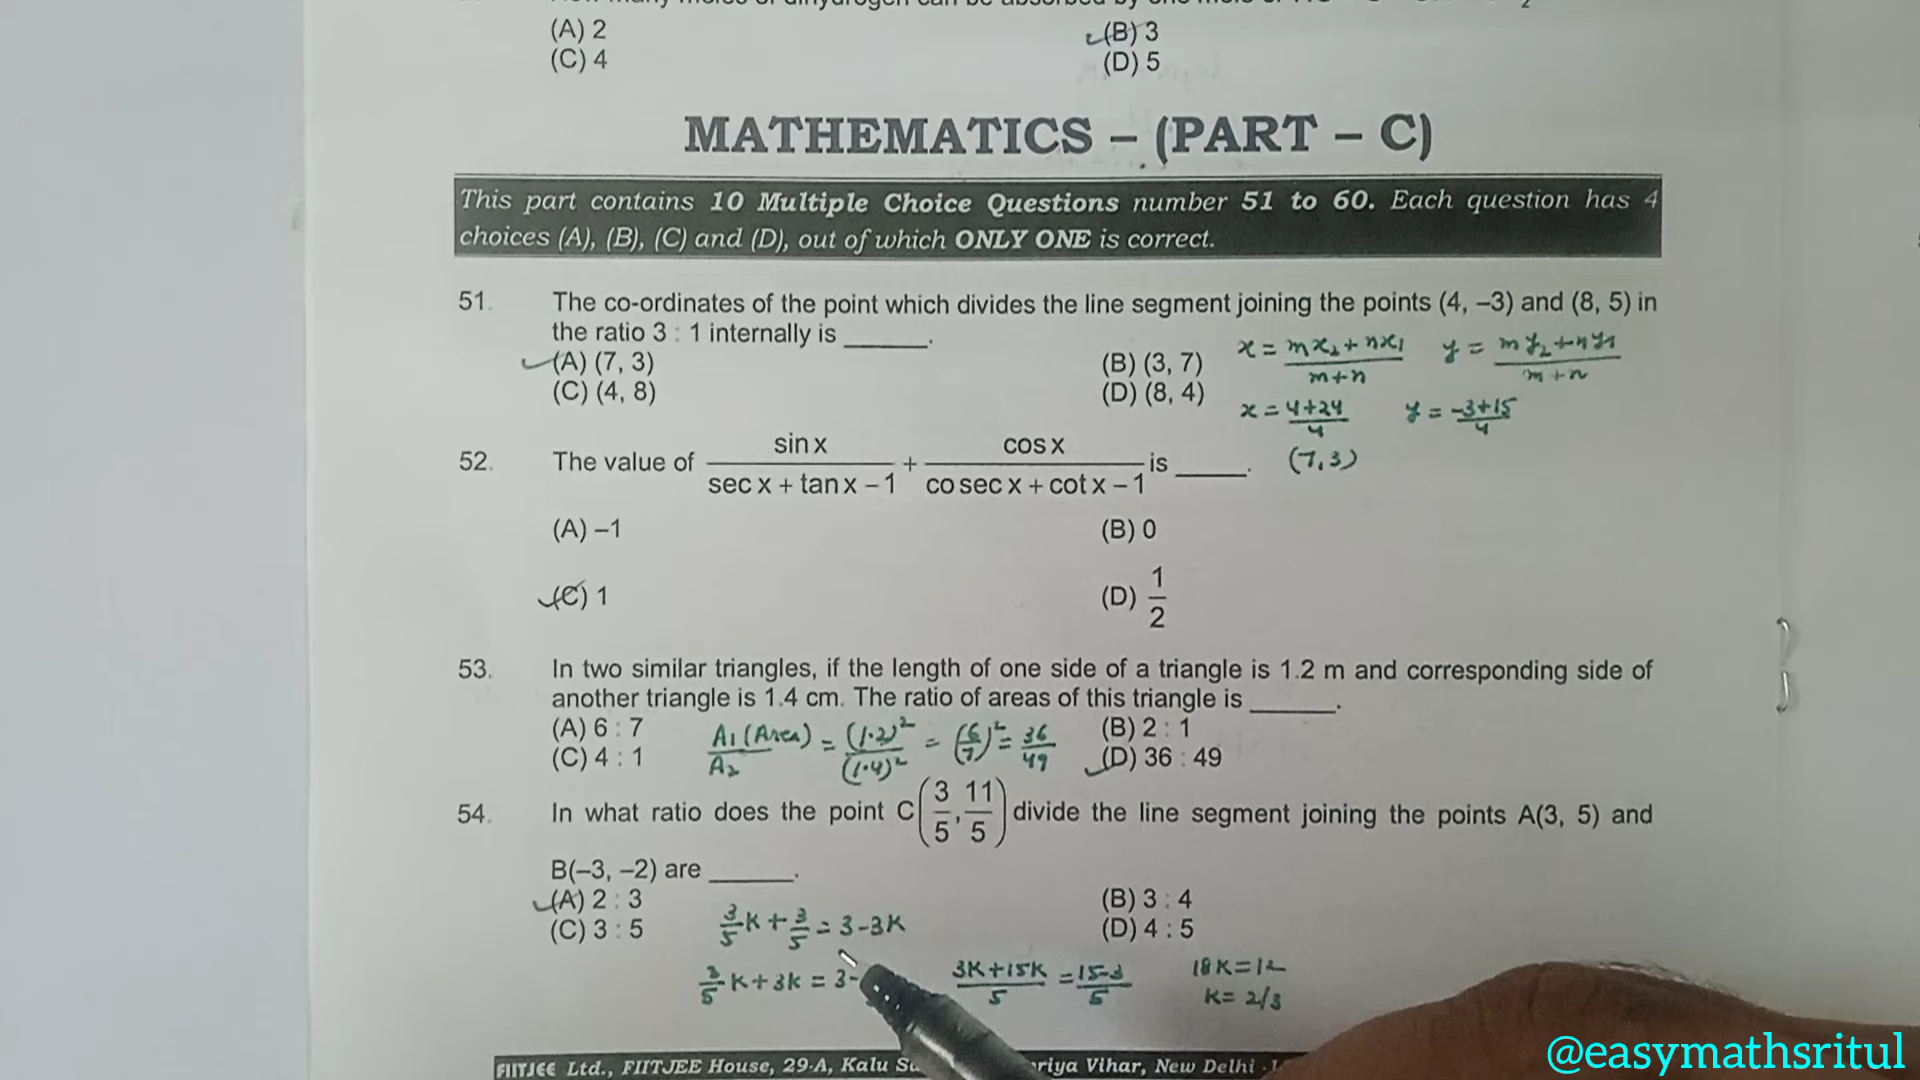 (A) 2
(B) 3
(C) 4
(D) 5
MATHEMATICS – (PART – C)
This part contains 10 Multiple Choice Questions number 51 to 60. Each question has 4
choices (A), (B), (C) and (D), out of which ONLY ONE is correct.
51. The co-ordinates of the point which divides the line segment joining the points (4, –3) and (8, 5) in
the ratio 3 : 1 internally is ______.
(A) (7, 3)
(B) (3, 7)
(C) (4, 8)
(D) (8, 4)
x = mx₂+nx₁ / m+n y = my₂+ny₁ / m+n
x = 4+24 / 4 y = -3+15 / 4
(7,3)
52. The value of sin x / sec x + tan x – 1 + cos x / co sec x + cot x – 1 is _____.
(A) –1
(B) 0
(C) 1
(D) 1/2
53. In two similar triangles, if the length of one side of a triangle is 1.2 m and corresponding side of
another triangle is 1.4 cm. The ratio of areas of this triangle is ______.
(A) 6 : 7
(B) 2 : 1
(C) 4 : 1
(D) 36 : 49
A₁ (Area) / A₂ = (1.2)² / (1.4)² = (6/7)² = 36/49
54. In what ratio does the point C(3/5, 11/5) divide the line segment joining the points A(3, 5) and
B(–3, –2) are ______.
(A) 2 : 3
(B) 3 : 4
(C) 3 : 5
(D) 4 : 5
3/5 K + 3/5 = 3-3K
3/5 K + 3K = 3- 3K+15K / 5 = 15-3 / 5 18K = 12
K = 2/3
FIITJEE Ltd., FIITJEE House, 29-A, Kalu Vihar, New Delhi
@easymathsritul